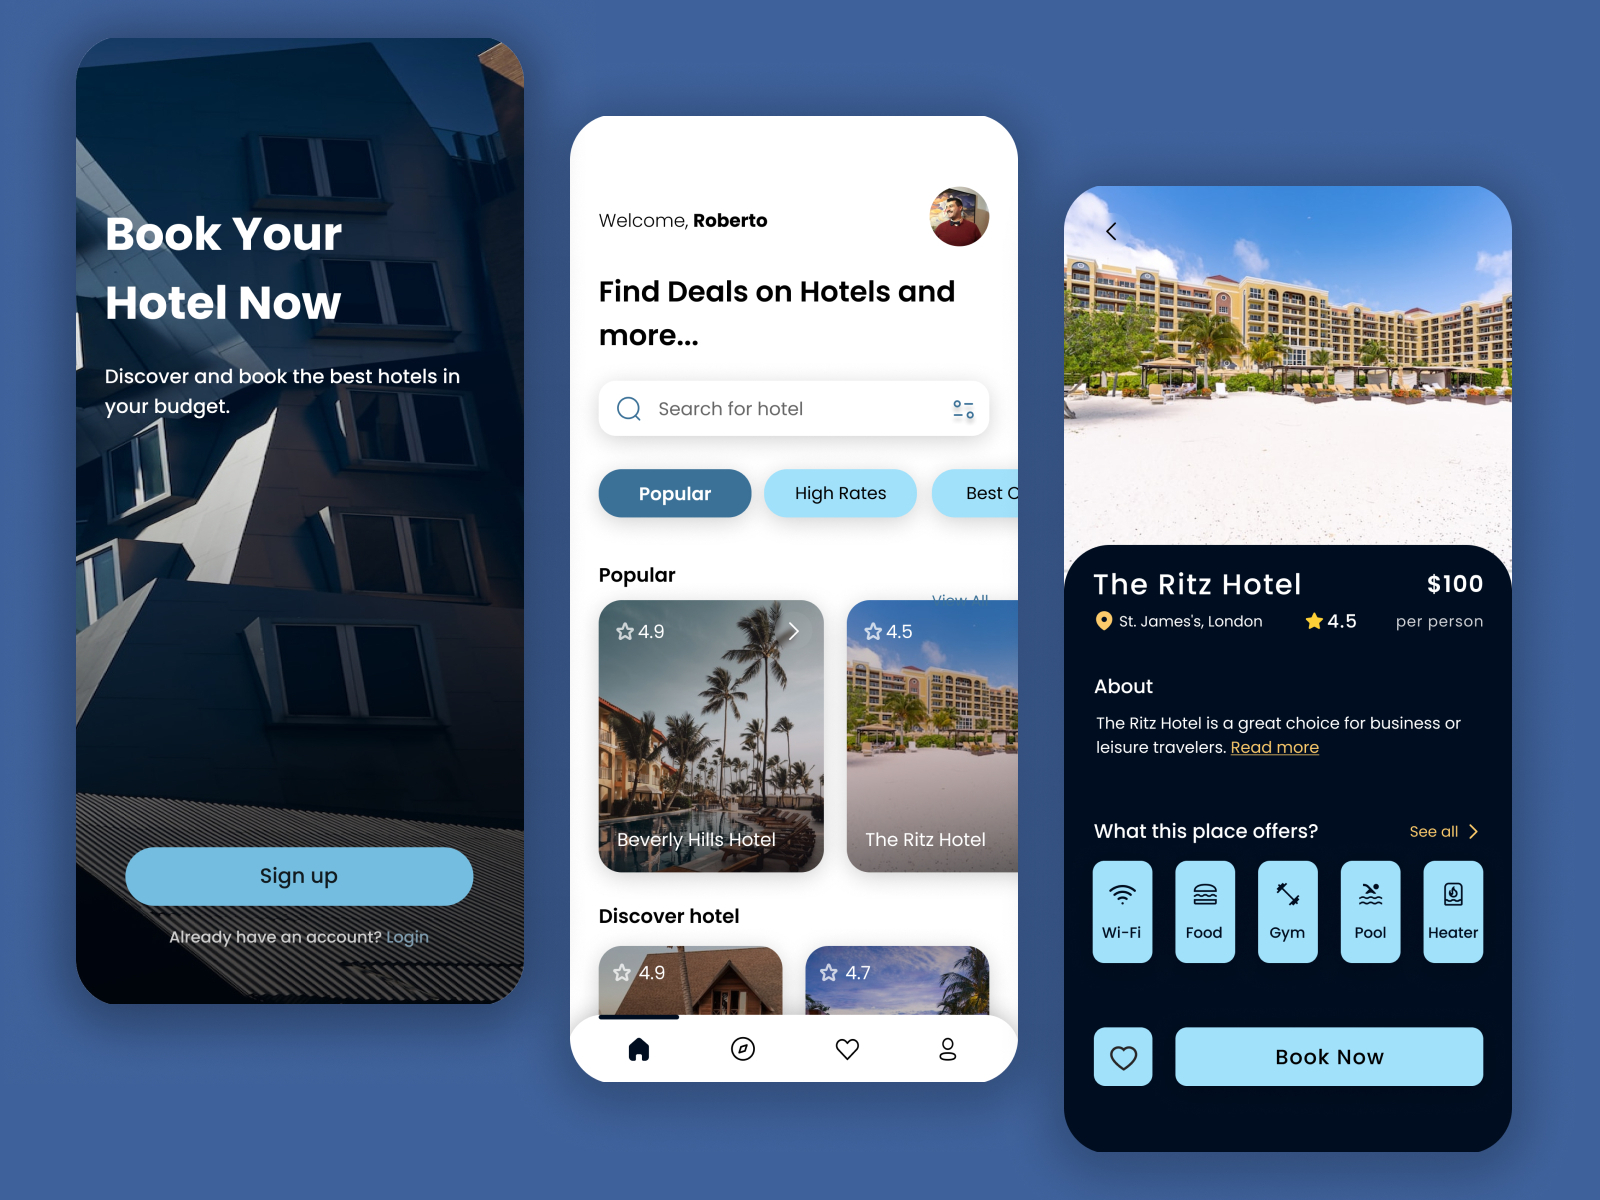 Book Your
Hotel Now
Discover and book the best hotels in
your budget.
Sign up
Already have an account? Login
Welcome, Roberto
Find Deals on Hotels and
more...
Search for hotel
Popular
High Rates
Best O
Popular
View All
4.9
4.5
Beverly Hills Hotel
The Ritz Hotel
Discover hotel
4.9
4.7
The Ritz Hotel
$100
St. James's, London
4.5
per person
About
The Ritz Hotel is a great choice for business or
leisure travelers. Read more
What this place offers?
See all
Wi-Fi
Food
Gym
Pool
Heater
Book Now